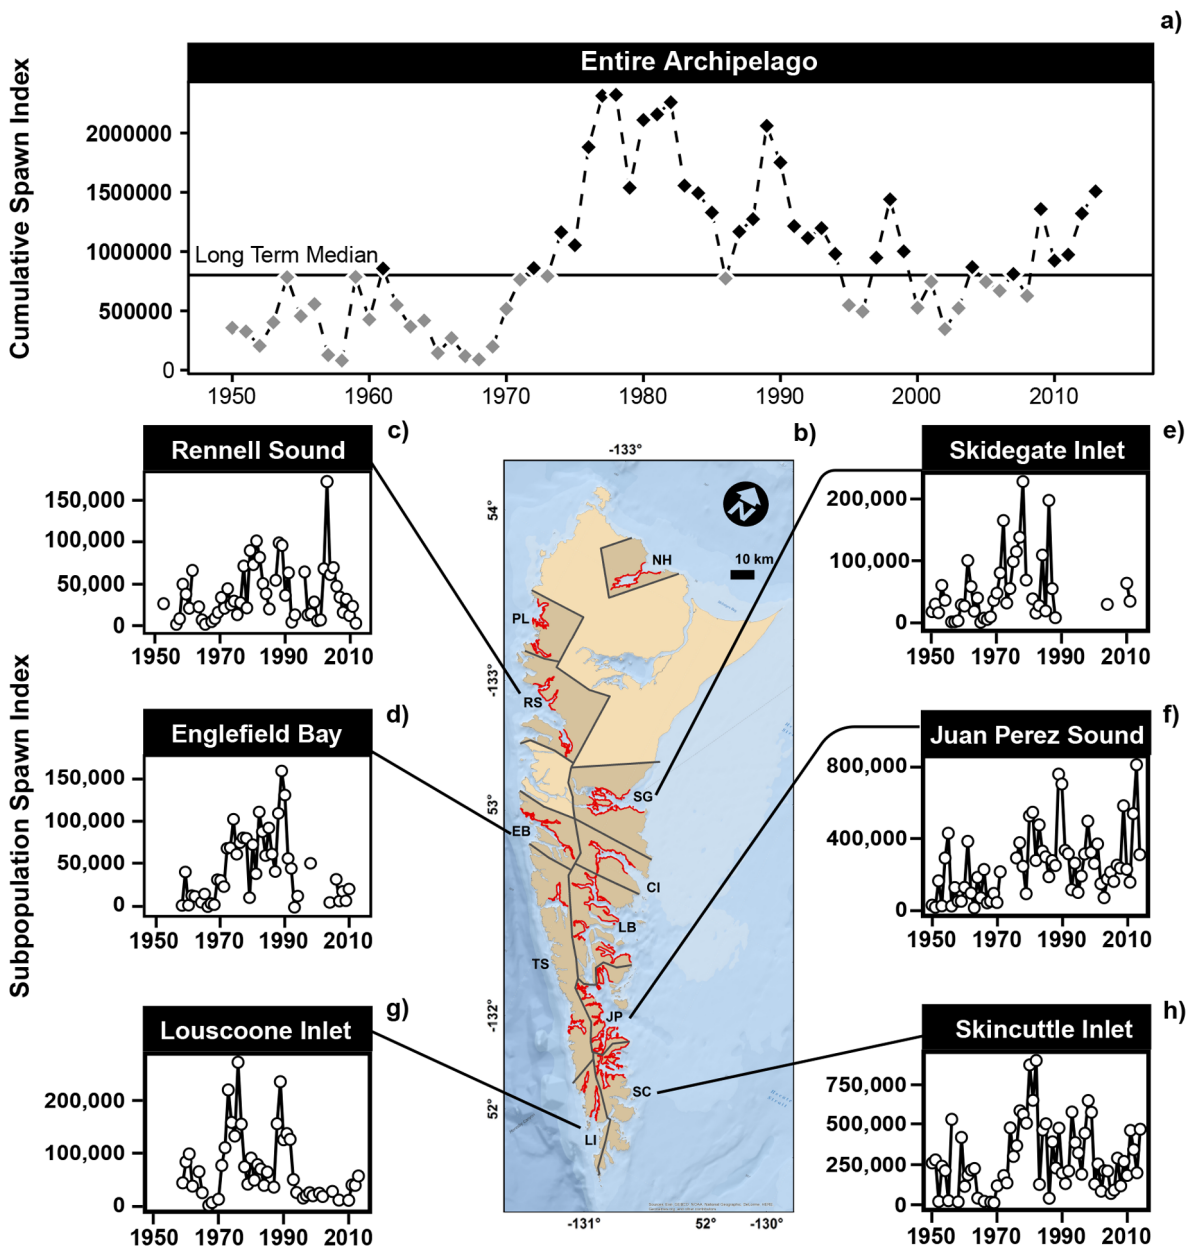 a)
Entire Archipelago
Cumulative Spawn Index
2000000
1500000
1000000
500000
0
Long Term Median
1950 1960 1970 1980 1990 2000 2010
c)
Rennell Sound
150,000
100,000
50,000
0
1950 1970 1990 2010
Subpopulation Spawn Index
d)
Englefield Bay
150,000
100,000
50,000
0
1950 1970 1990 2010
g)
Louscoone Inlet
200,000
100,000
0
1950 1970 1990 2010
b)
-133°
54°
-133°
53°
-132°
52°
-131° 52° -130°
N
10 km
NH
PL
RS
SG
EB
CI
LB
TS
JP
SC
LI
e)
Skidegate Inlet
200,000
100,000
0
1950 1970 1990 2010
f)
Juan Perez Sound
800,000
400,000
0
1950 1970 1990 2010
h)
Skincuttle Inlet
750,000
500,000
250,000
0
1950 1970 1990 2010